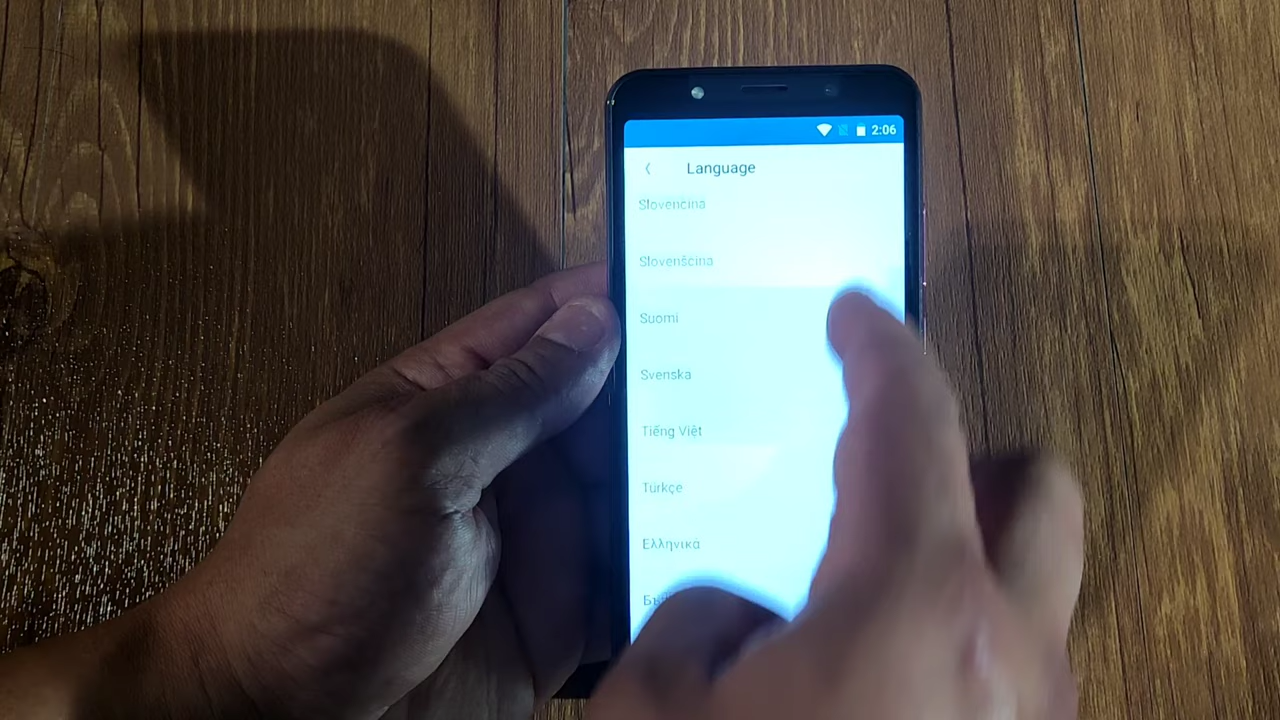 2:06
Language
Slovenčina
Slovenščina
Suomi
Svenska
Tiếng Việt
Türkçe
Ελληνικά